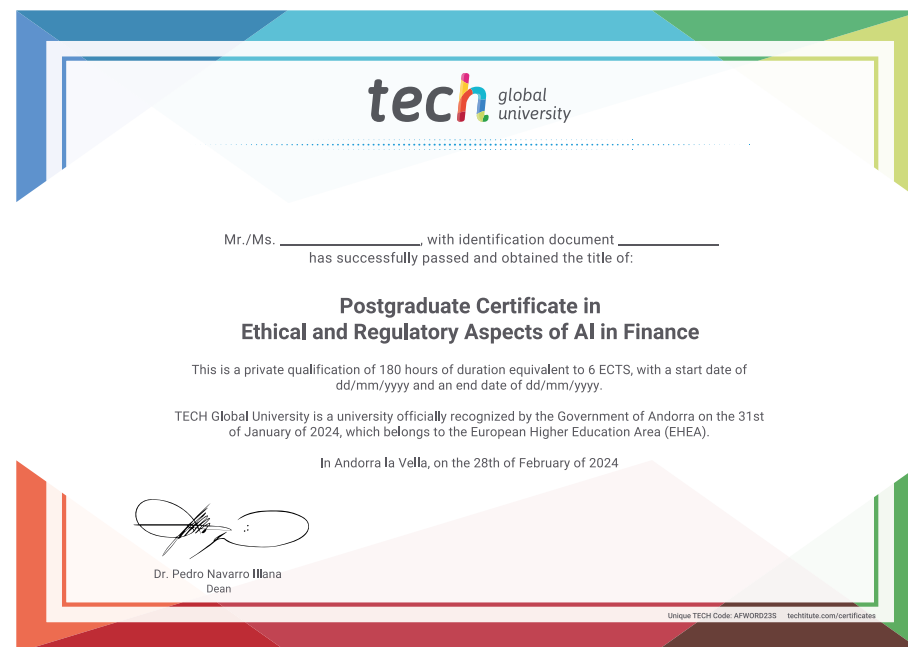 tech global
university
Mr./Ms. ____________, with identification document ____________
has successfully passed and obtained the title of:
Postgraduate Certificate in
Ethical and Regulatory Aspects of AI in Finance
This is a private qualification of 180 hours of duration equivalent to 6 ECTS, with a start date of
dd/mm/yyyy and an end date of dd/mm/yyyy.
TECH Global University is a university officially recognized by the Government of Andorra on the 31st
of January of 2024, which belongs to the European Higher Education Area (EHEA).
In Andorra la Vella, on the 28th of February of 2024
Dr. Pedro Navarro Illana
Dean
Unique TECH Code: AFWORD23S techtitute.com/certificates